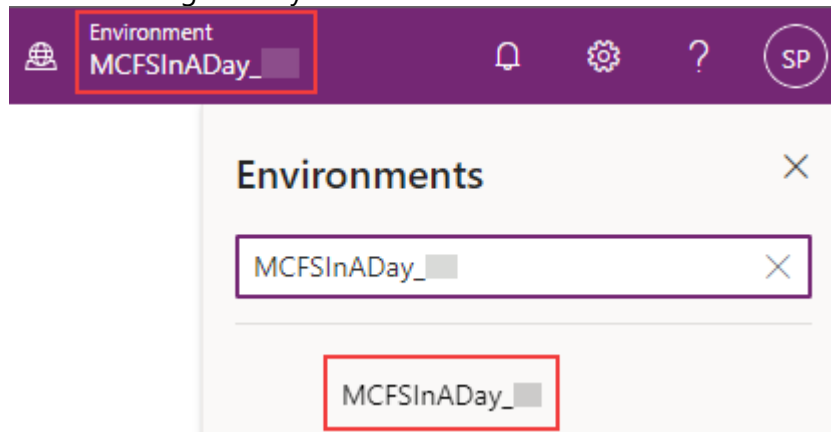 Environment
MCFSInADay_
?
SP
Environments
MCFSInADay_
MCFSInADay_